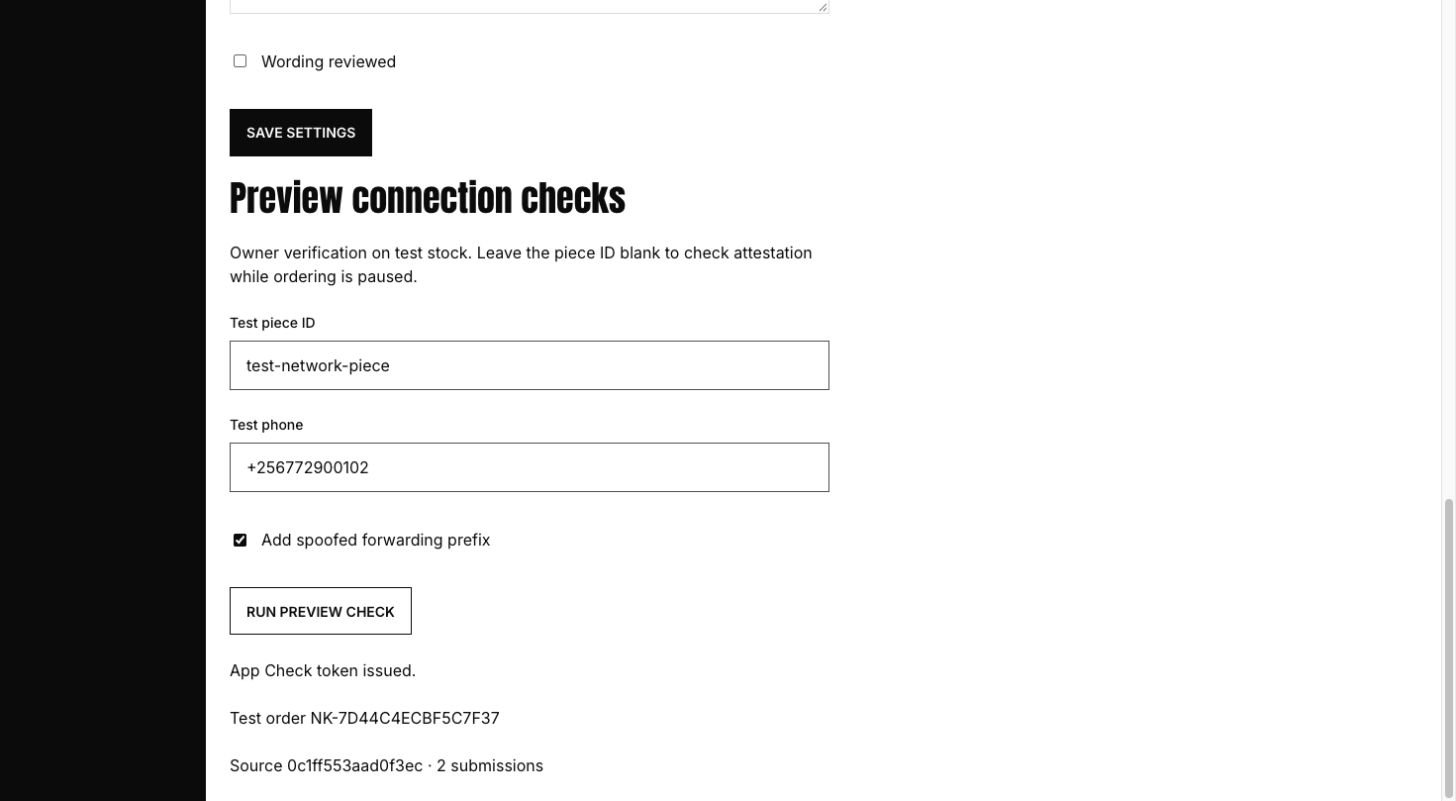 Wording reviewed
SAVE SETTINGS
Preview connection checks
Owner verification on test stock. Leave the piece ID blank to check attestation
while ordering is paused.
Test piece ID
test-network-piece
Test phone
+256772900102
Add spoofed forwarding prefix
RUN PREVIEW CHECK
App Check token issued.
Test order NK-7D44C4ECBF5C7F37
Source 0c1ff553aad0f3ec · 2 submissions